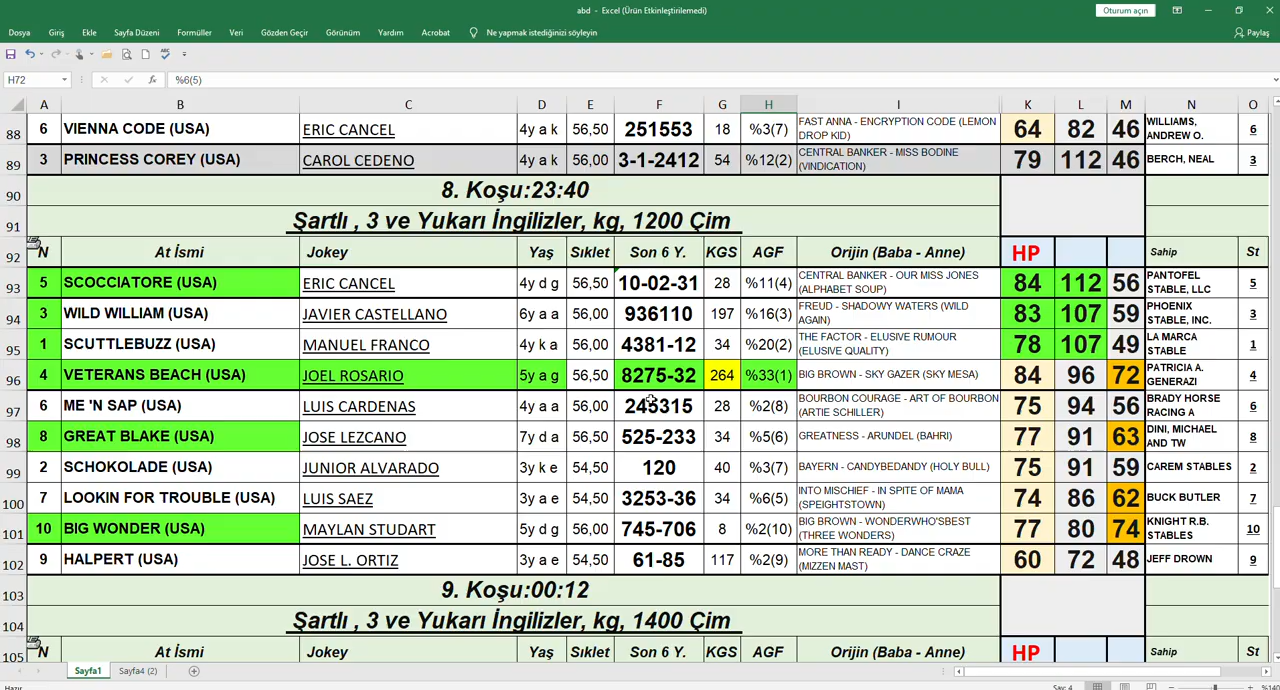 abd - Excel (Ürün Etkinleştirilemedi)
Oturum açın
Dosya Giriş Ekle Sayfa Düzeni Formüller Veri Gözden Geçir Görünüm Yardım Acrobat Ne yapmak istediğinizi söyleyin Paylaş
H72 fx %6(5)
A B C D E F G H I K L M N O
88 6 VIENNA CODE (USA) ERIC CANCEL 4y a k 56,50 251553 18 %3(7) FAST ANNA - ENCRYPTION CODE (LEMON DROP KID) 64 82 46 WILLIAMS, ANDREW O. 6
89 3 PRINCESS COREY (USA) CAROL CEDENO 4y a k 56,00 3-1-2412 54 %12(2) CENTRAL BANKER - MISS BODINE (VINDICATION) 79 112 46 BERCH, NEAL 3
90 8. Koşu:23:40
91 Şartlı , 3 ve Yukarı İngilizler, kg, 1200 Çim
92 N At İsmi Jokey Yaş Sıklet Son 6 Y. KGS AGF Orijin (Baba - Anne) HP Sahip St
93 5 SCOCCIATORE (USA) ERIC CANCEL 4y d g 56,50 10-02-31 28 %11(4) CENTRAL BANKER - OUR MISS JONES (ALPHABET SOUP) 84 112 56 PANTOFEL STABLE, LLC 5
94 3 WILD WILLIAM (USA) JAVIER CASTELLANO 6y a a 56,50 936110 197 %16(3) FREUD - SHADOWY WATERS (WILD AGAIN) 83 107 59 PHOENIX STABLE, INC. 3
95 1 SCUTTLEBUZZ (USA) MANUEL FRANCO 4y k a 56,50 4381-12 34 %20(2) THE FACTOR - ELUSIVE RUMOUR (ELUSIVE QUALITY) 78 107 49 LA MARCA STABLE 1
96 4 VETERANS BEACH (USA) JOEL ROSARIO 5y a g 56,50 8275-32 264 %33(1) BIG BROWN - SKY GAZER (SKY MESA) 84 96 72 PATRICIA A. GENERAZI 4
97 6 ME 'N SAP (USA) LUIS CARDENAS 4y a a 56,00 245315 28 %2(8) BOURBON COURAGE - ART OF BOURBON (ARTIE SCHILLER) 75 94 56 BRADY HORSE RACING A 6
98 8 GREAT BLAKE (USA) JOSE LEZCANO 7y d a 56,50 525-233 34 %5(6) GREATNESS - ARUNDEL (BAHRI) 77 91 63 DINI, MICHAEL AND TW 8
99 2 SCHOKOLADE (USA) JUNIOR ALVARADO 3y k e 54,50 120 40 %3(7) BAYERN - CANDYBEDANDY (HOLY BULL) 75 91 59 CAREM STABLES 2
100 7 LOOKIN FOR TROUBLE (USA) LUIS SAEZ 3y a e 54,50 3253-36 34 %6(5) INTO MISCHIEF - IN SPITE OF MAMA (SPEIGHTSTOWN) 74 86 62 BUCK BUTLER 7
101 10 BIG WONDER (USA) MAYLAN STUDART 5y d g 56,00 745-706 8 %2(10) BIG BROWN - WONDERWHO'SBEST (THREE WONDERS) 77 80 74 KNIGHT R.B. STABLES 10
102 9 HALPERT (USA) JOSE L. ORTIZ 3y a e 54,50 61-85 117 %2(9) MORE THAN READY - DANCE CRAZE (MIZZEN MAST) 60 72 48 JEFF DROWN 9
103 9. Koşu:00:12
104 Şartlı , 3 ve Yukarı İngilizler, kg, 1400 Çim
105 N At İsmi Jokey Yaş Sıklet Son 6 Y. KGS AGF Orijin (Baba - Anne) HP Sahip St
Sayfa1 Sayfa4 (2)
Hazır Say: 4 %140